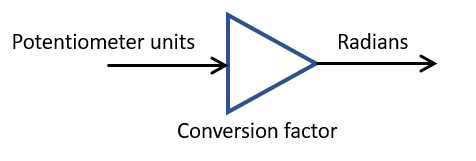 Potentiometer units
Radians
Conversion factor